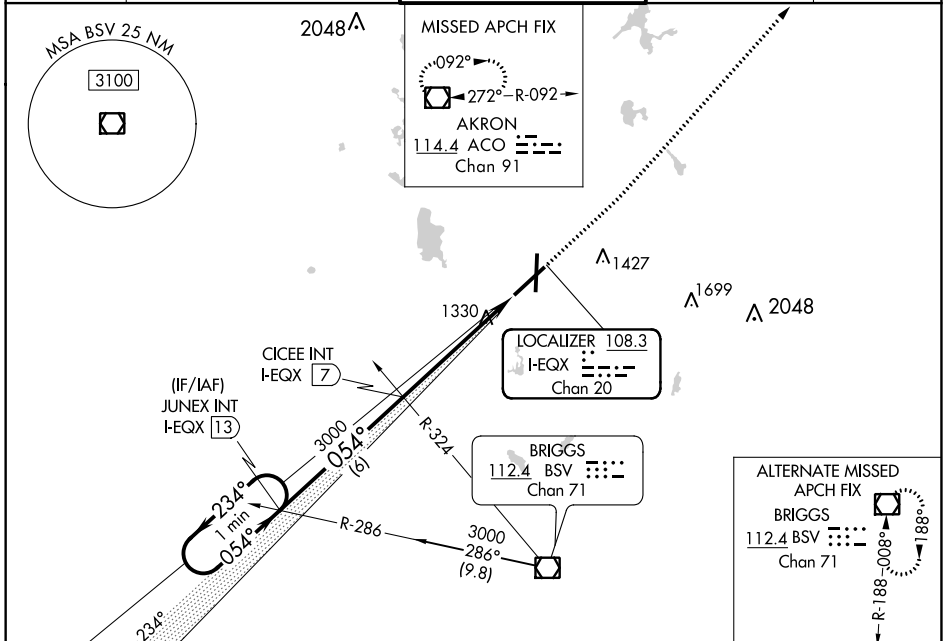 MSA BSV 25 NM
3100
2048
MISSED APCH FIX
092°
272°
R-092
AKRON
114.4 ACO
Chan 91
1427
1699
2048
1330
LOCALIZER 108.3
I-EQX
Chan 20
CICEE INT
I-EQX 7
(IF/IAF)
JUNEX INT
I-EQX 13
3000
054°
(6)
R-324
BRIGGS
112.4 BSV
Chan 71
234°
1 min
054°
R-286
3000
286°
(9.8)
234°
ALTERNATE MISSED
APCH FIX
BRIGGS
112.4 BSV
Chan 71
188°
R-188
008°